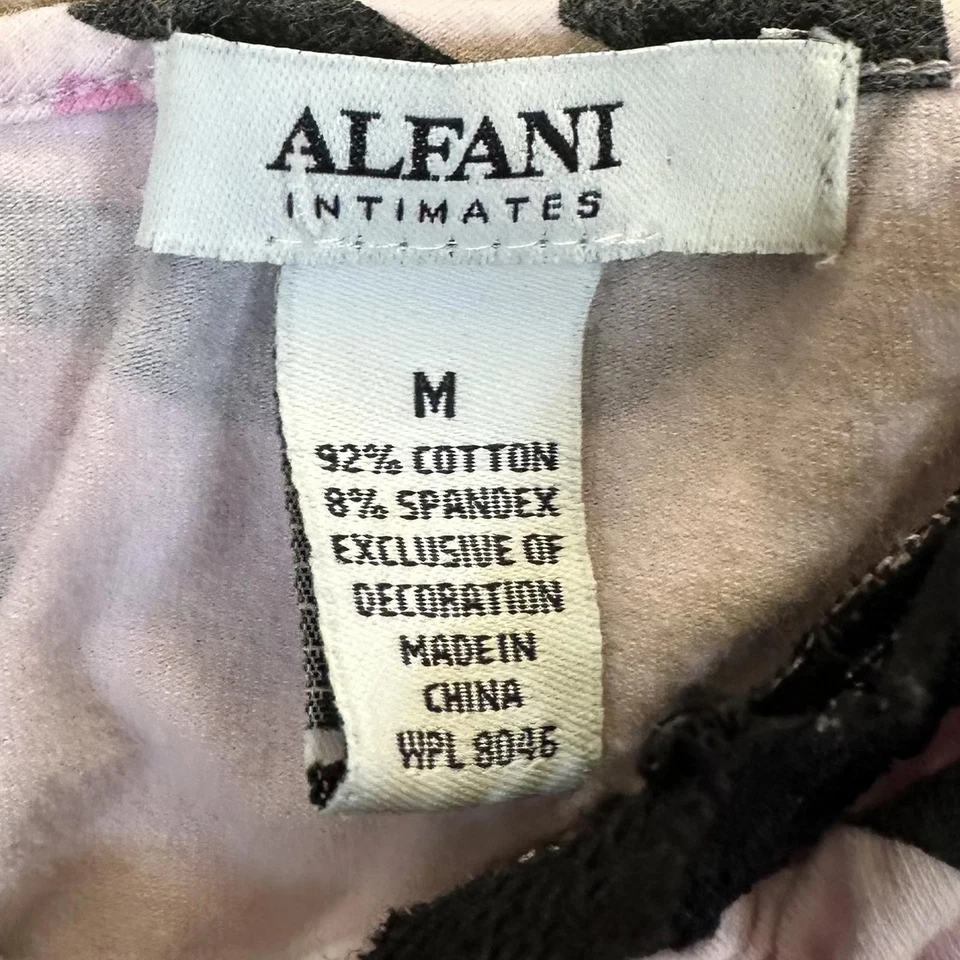 ALFANI
INTIMATES
M
92% COTTON
8% SPANDEX
EXCLUSIVE OF
DECORATION
MADE IN
CHINA
WPL 8046